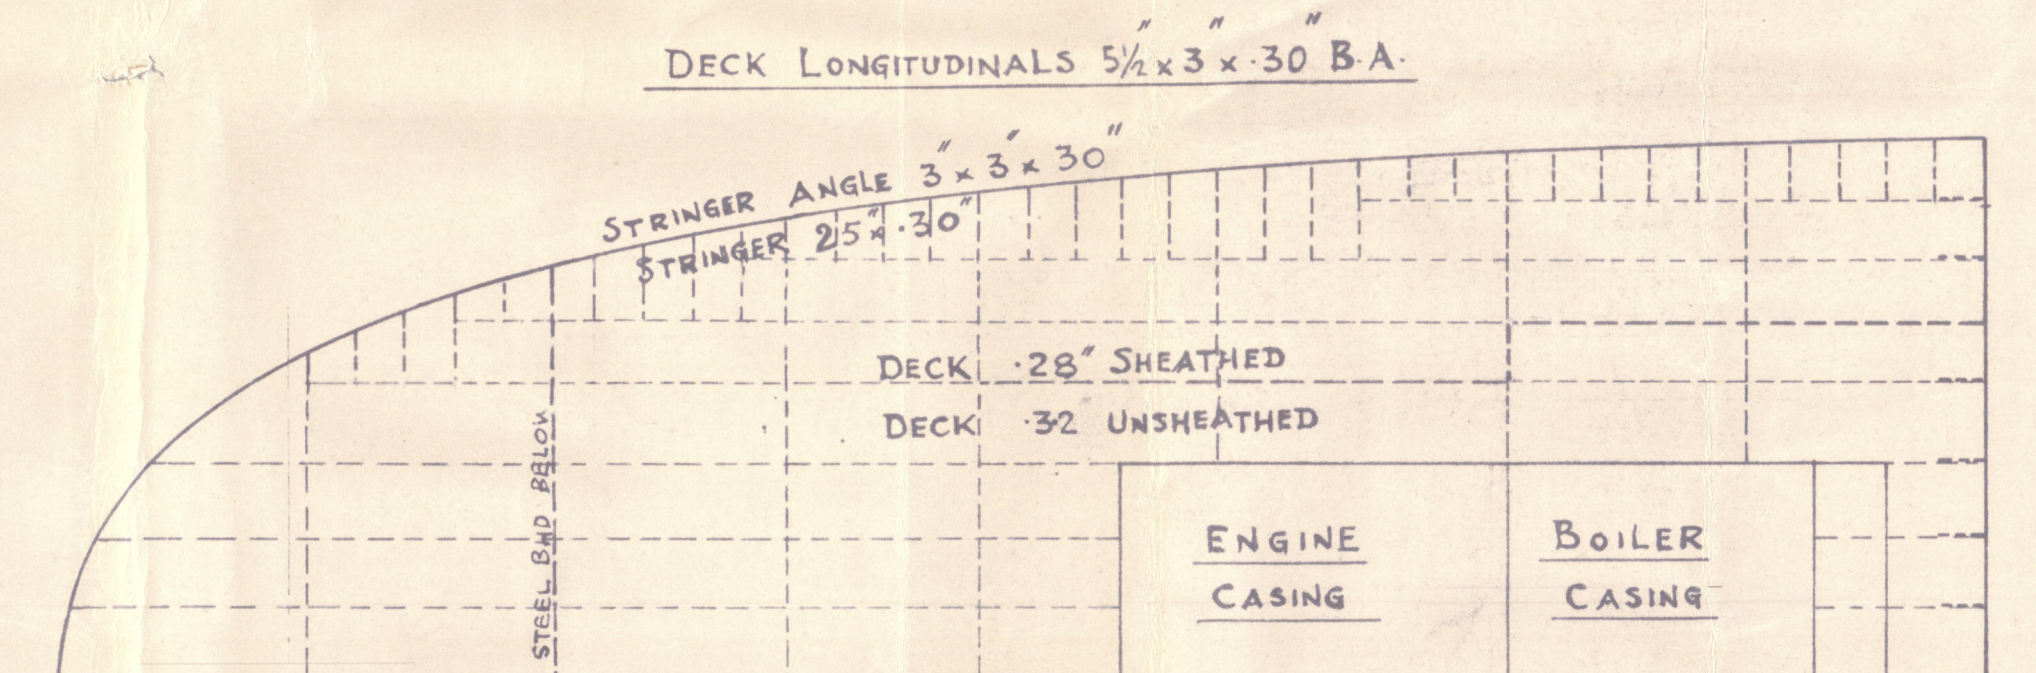 DECK LONGITUDINALS 5½" x 3" x ·30" B.A.
STRINGER ANGLE 3" x 3" x 30"
STRINGER 25" x ·30"
DECK ·28" SHEATHED
DECK ·32 UNSHEATHED
STEEL BHD BELOW
ENGINE
CASING
BOILER
CASING